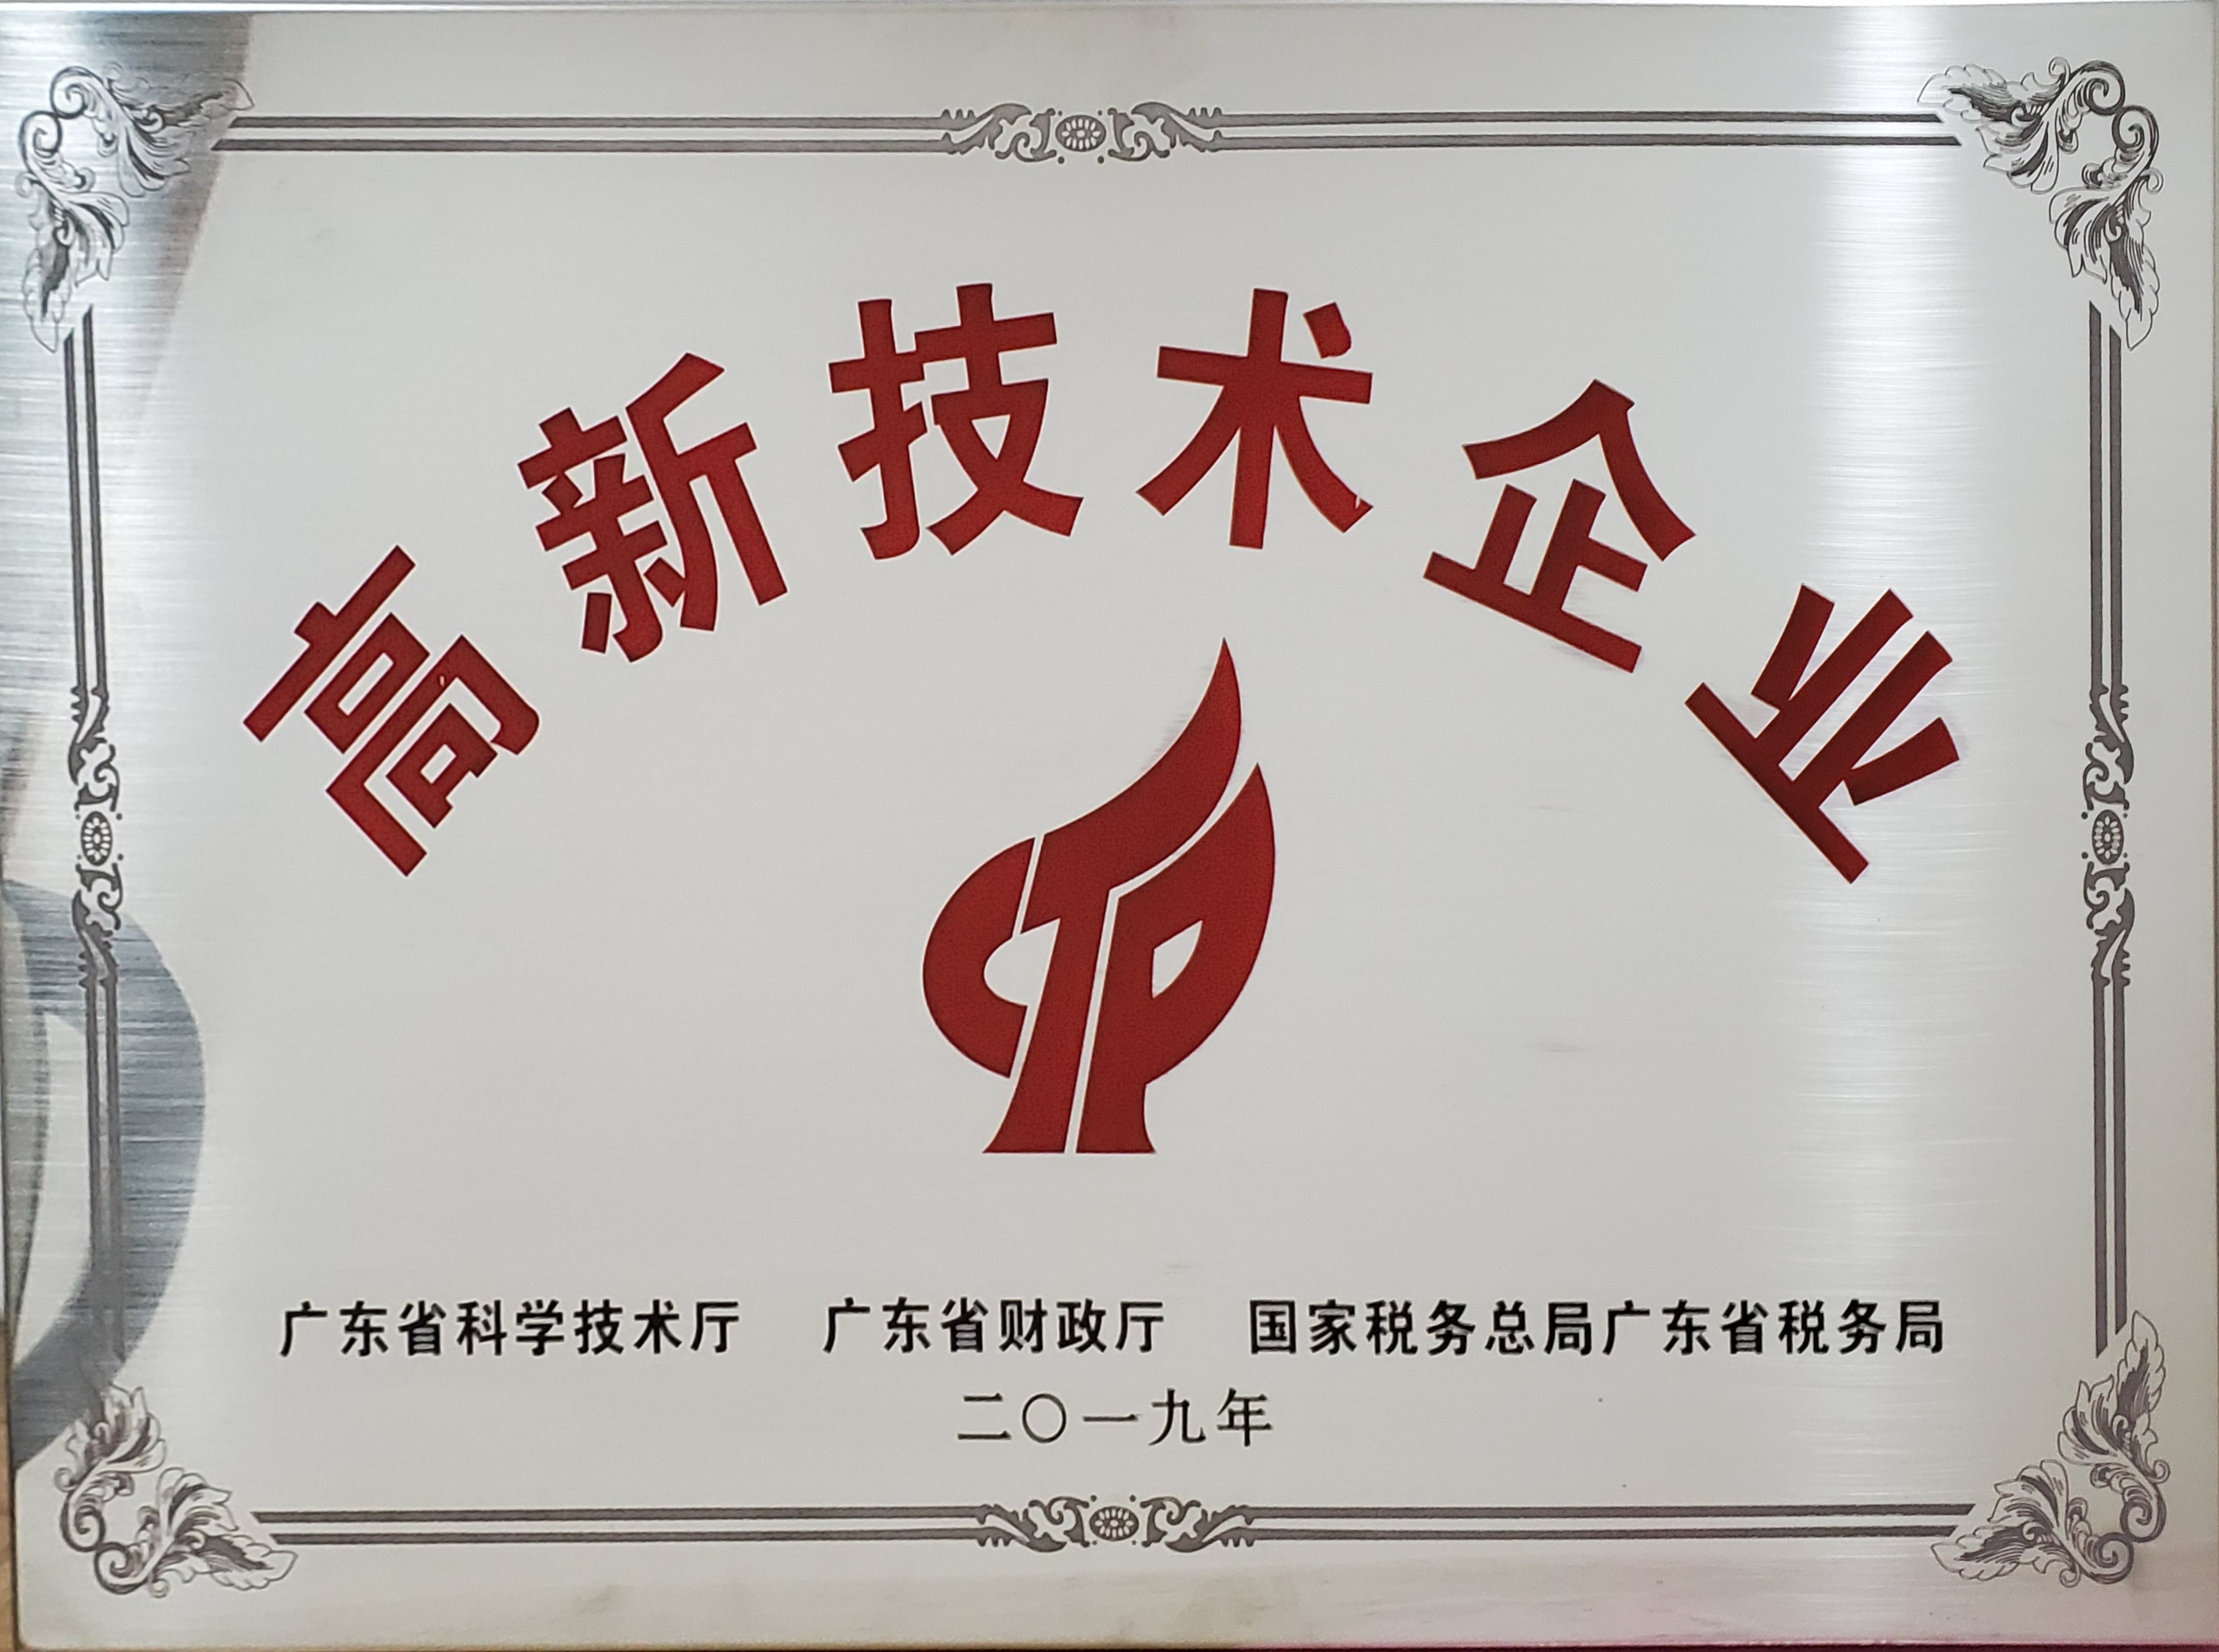 高新技术企业
广东省科学技术厅 广东省财政厅 国家税务总局广东省税务局
二〇一九年